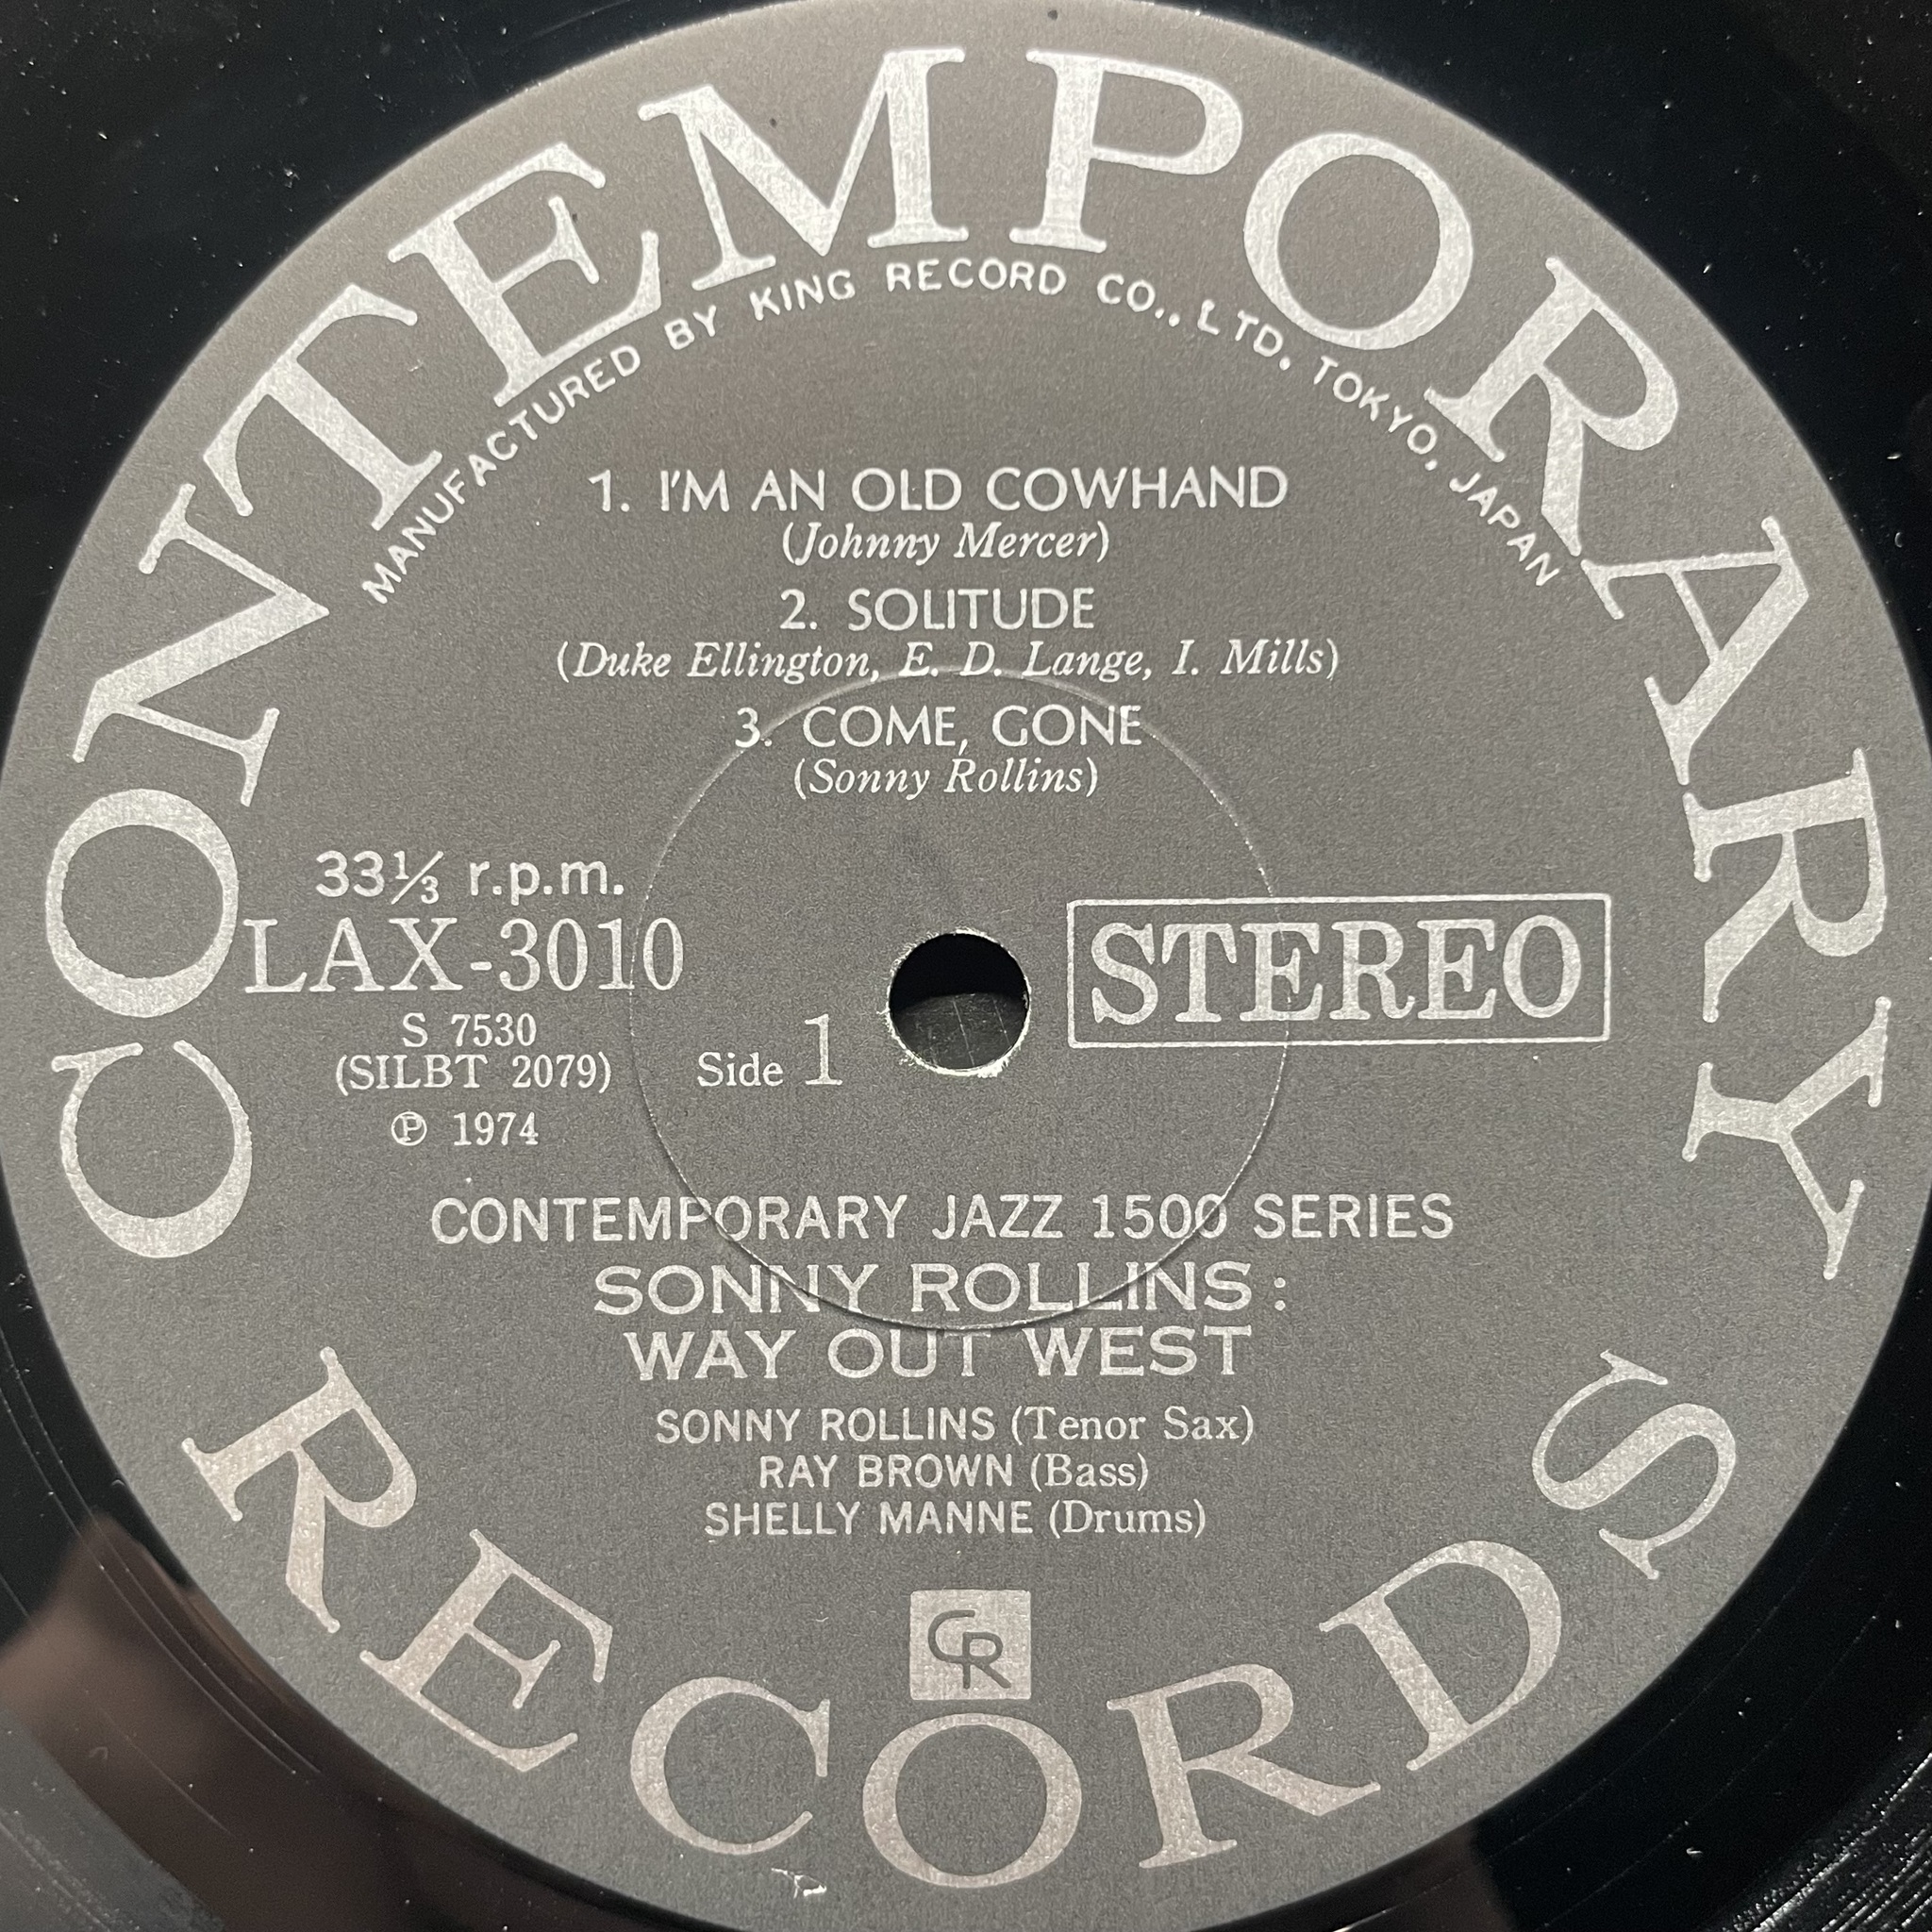 CONTEMPORARY
MANUFACTURED BY KING RECORD CO., LTD. TOKYO, JAPAN
1. I'M AN OLD COWHAND
(Johnny Mercer)
2. SOLITUDE
(Duke Ellington, E. D. Lange, I. Mills)
3. COME, GONE
(Sonny Rollins)
33⅓ r.p.m.
LAX-3010
S 7530
(SILBT 2079)
℗ 1974
Side 1
STEREO
CONTEMPORARY JAZZ 1500 SERIES
SONNY ROLLINS:
WAY OUT WEST
SONNY ROLLINS (Tenor Sax)
RAY BROWN (Bass)
SHELLY MANNE (Drums)
CR
RECORDS